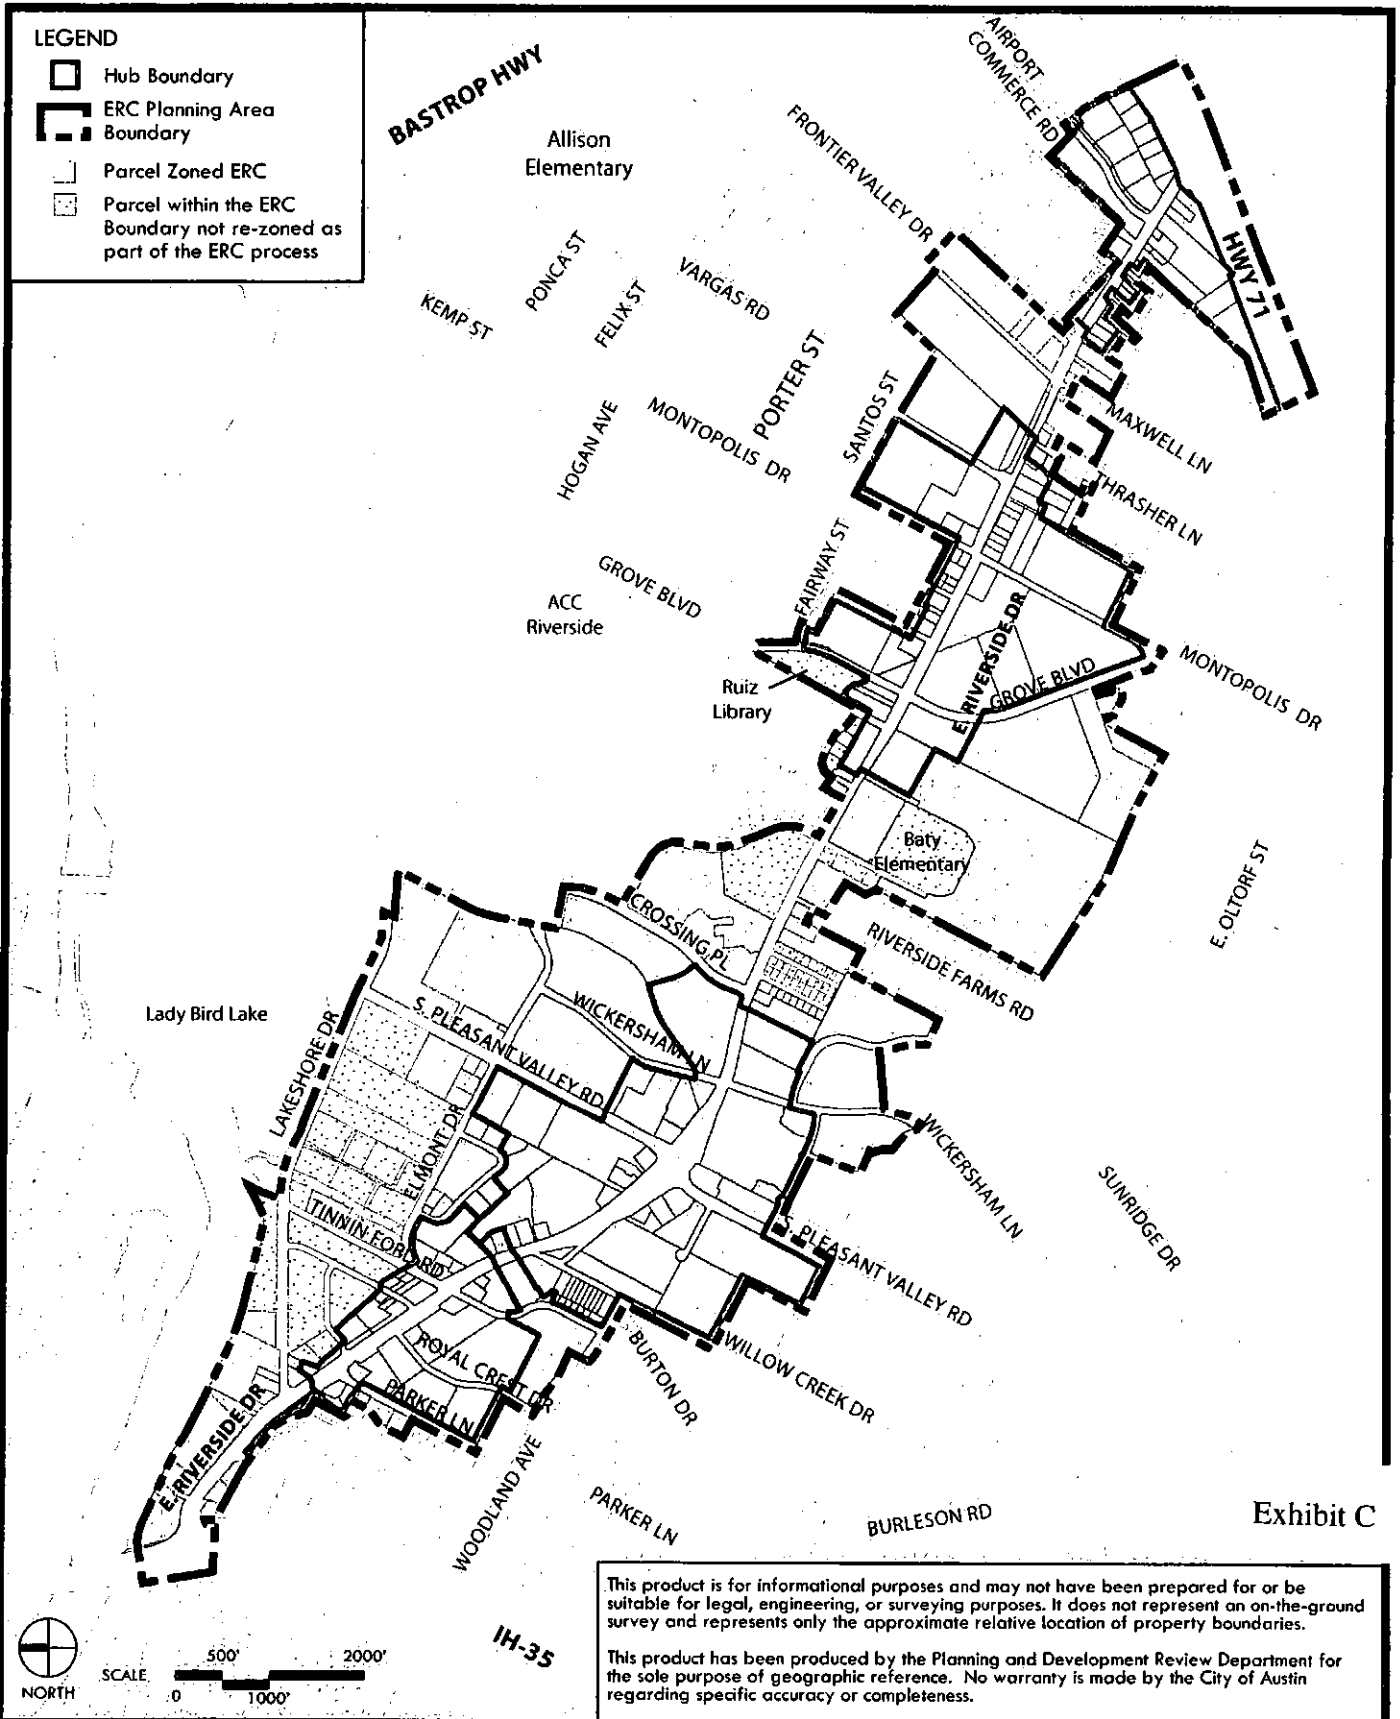 LEGEND
Hub Boundary
ERC Planning Area
Boundary
Parcel Zoned ERC
Parcel within the ERC
Boundary not re-zoned as
part of the ERC process
BASTROP HWY
Allison
Elementary
AIRPORT
COMMERCE RD
FRONTIER VALLEY DR
HWY 71
PONCA ST
KEMP ST
FELIX ST
VARGAS RD
PORTER ST
SANTOS ST
HOGAN AVE
MONTOPOLIS DR
MAXWELL LN
THRASHER LN
FAIRWAY ST
GROVE BLVD
ACC
Riverside
Ruiz
Library
E. RIVERSIDE DR
GROVE BLVD
MONTOPOLIS DR
Baty
Elementary
E. OLTORF ST
CROSSING PL
RIVERSIDE FARMS RD
Lady Bird Lake
LAKESHORE DR
S. PLEASANT VALLEY RD
WICKERSHAM LN
ELMONT DR
TINNIN FORD RD
WICKERSHAM LN
SUNRIDGE DR
S. PLEASANT VALLEY RD
WILLOW CREEK DR
BURTON DR
ROYAL CREST DR
PARKER LN
E. RIVERSIDE DR
WOODLAND AVE
PARKER LN
BURLESON RD
IH-35
Exhibit C
NORTH
SCALE
500'
2000'
0
1000'
This product is for informational purposes and may not have been prepared for or be
suitable for legal, engineering, or surveying purposes. It does not represent an on-the-ground
survey and represents only the approximate relative location of property boundaries.
This product has been produced by the Planning and Development Review Department for
the sole purpose of geographic reference. No warranty is made by the City of Austin
regarding specific accuracy or completeness.